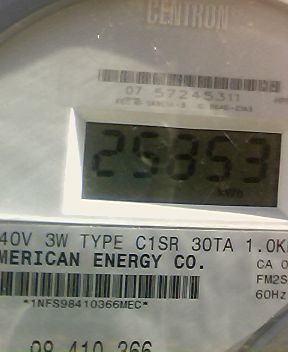 CENTRON
07 57245311
25353
kWh
40V 3W TYPE C1SR 30TA 1.0K
MERICAN ENERGY CO.
CA 0
FM2S
*1NFS98410366MEC*
60Hz
98 410 366